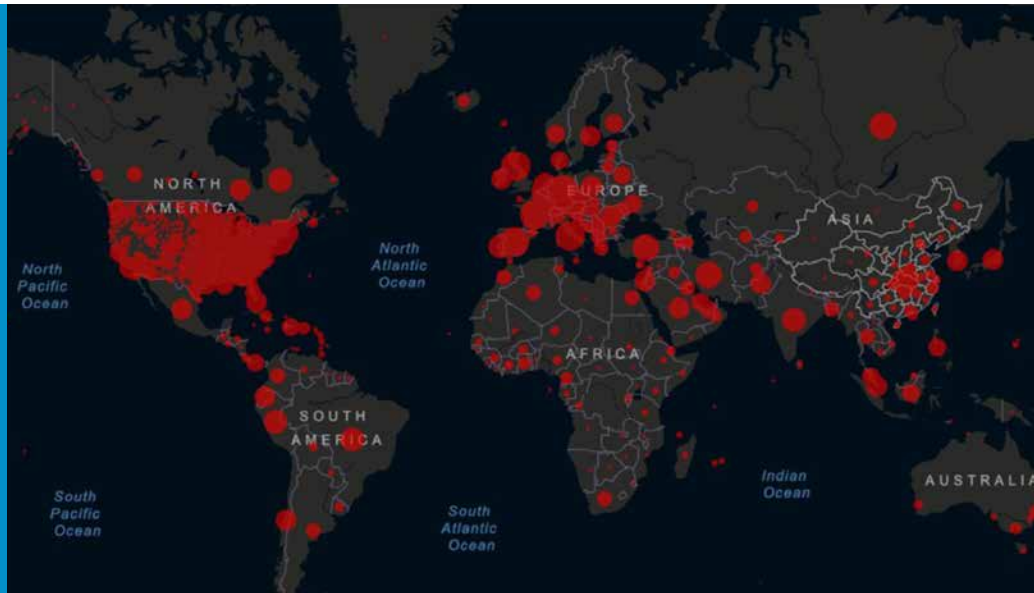 NORTH
AMERICA
EUROPE
ASIA
North
Pacific
Ocean
North
Atlantic
Ocean
AFRICA
SOUTH
AMERICA
Indian
Ocean
AUSTRALIA
South
Pacific
Ocean
South
Atlantic
Ocean